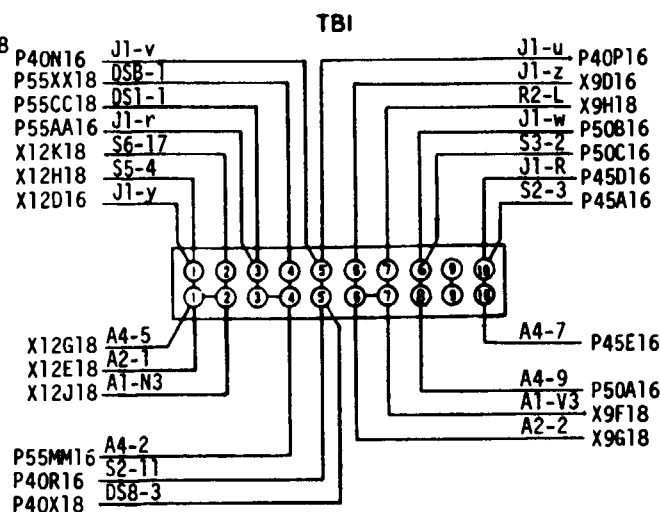 TB1
8
P40N16 J1-v
P55XX18 DSB-1
P55CC18 DS1-1
P55AA16 J1-r
X12K18 S6-17
X12H18 S5-4
X12D16 J1-y
J1-u P40P16
J1-z X9D16
R2-L X9H18
J1-w P50B16
S3-2 P50C16
J1-R P45D16
S2-3 P45A16
1 2 3 4 5 6 7 8 9 10
1 2 3 4 5 6 7 8 9 10
X12G18 A4-5
X12E18 A2-1
X12J18 A1-N3
A4-7 P45E16
A4-9 P50A16
A1-V3 X9F18
A2-2 X9G18
P55MM16 A4-2
P40R16 S2-11
P40X18 DS8-3